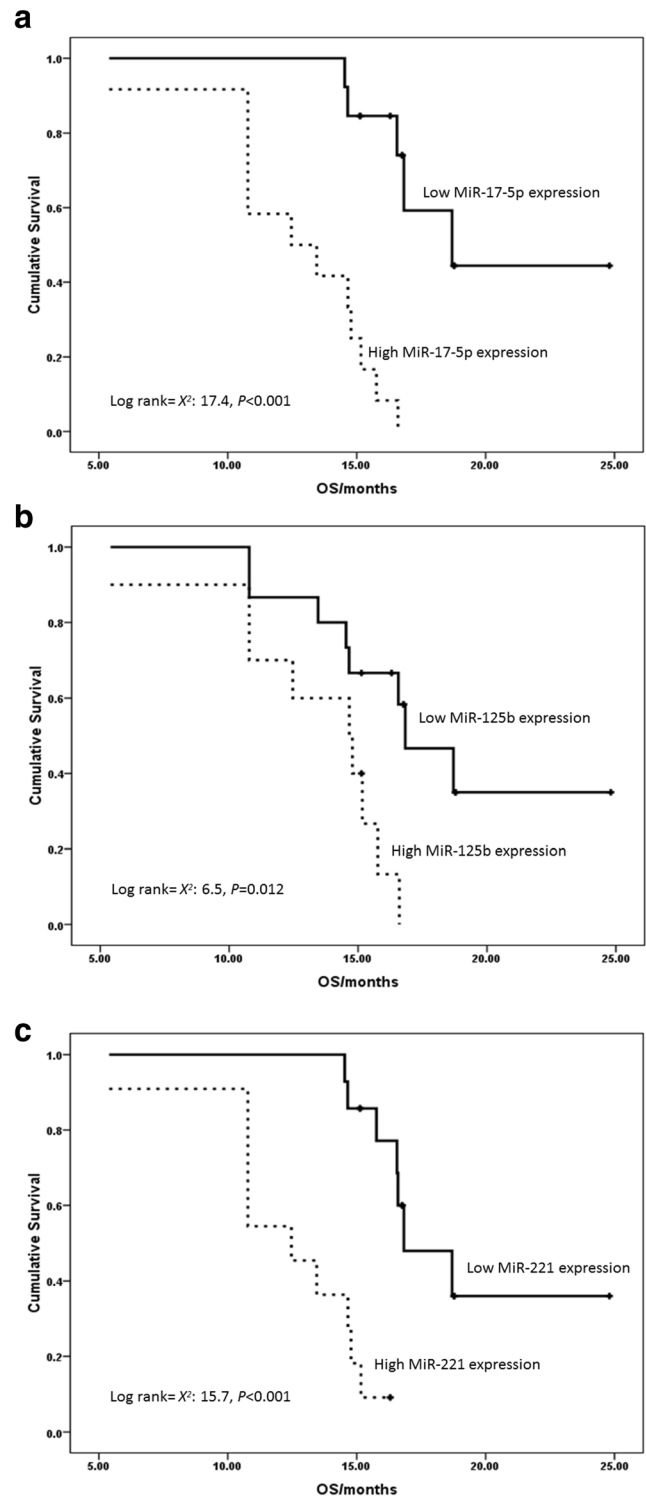 a
1.0
0.8
0.6
0.4
0.2
0.0
Cumulative Survival
Low MiR-17-5p expression
High MiR-17-5p expression
Log rank= X²: 17.4, P<0.001
5.00 10.00 15.00 20.00 25.00
OS/months
b
1.0
0.8
0.6
0.4
0.2
0.0
Cumulative Survival
Low MiR-125b expression
High MiR-125b expression
Log rank= X²: 6.5, P=0.012
5.00 10.00 15.00 20.00 25.00
OS/months
c
1.0
0.8
0.6
0.4
0.2
0.0
Cumulative Survival
Low MiR-221 expression
High MiR-221 expression
Log rank= X²: 15.7, P<0.001
5.00 10.00 15.00 20.00 25.00
OS/months